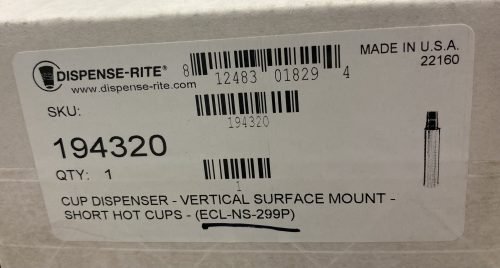 DISPENSE-RITE®
www.dispense-rite.com
8 12483 01829 4
MADE IN U.S.A.
22160
SKU:
194320
194320
QTY: 1
1
CUP DISPENSER - VERTICAL SURFACE MOUNT -
SHORT HOT CUPS - (ECL-NS-299P)